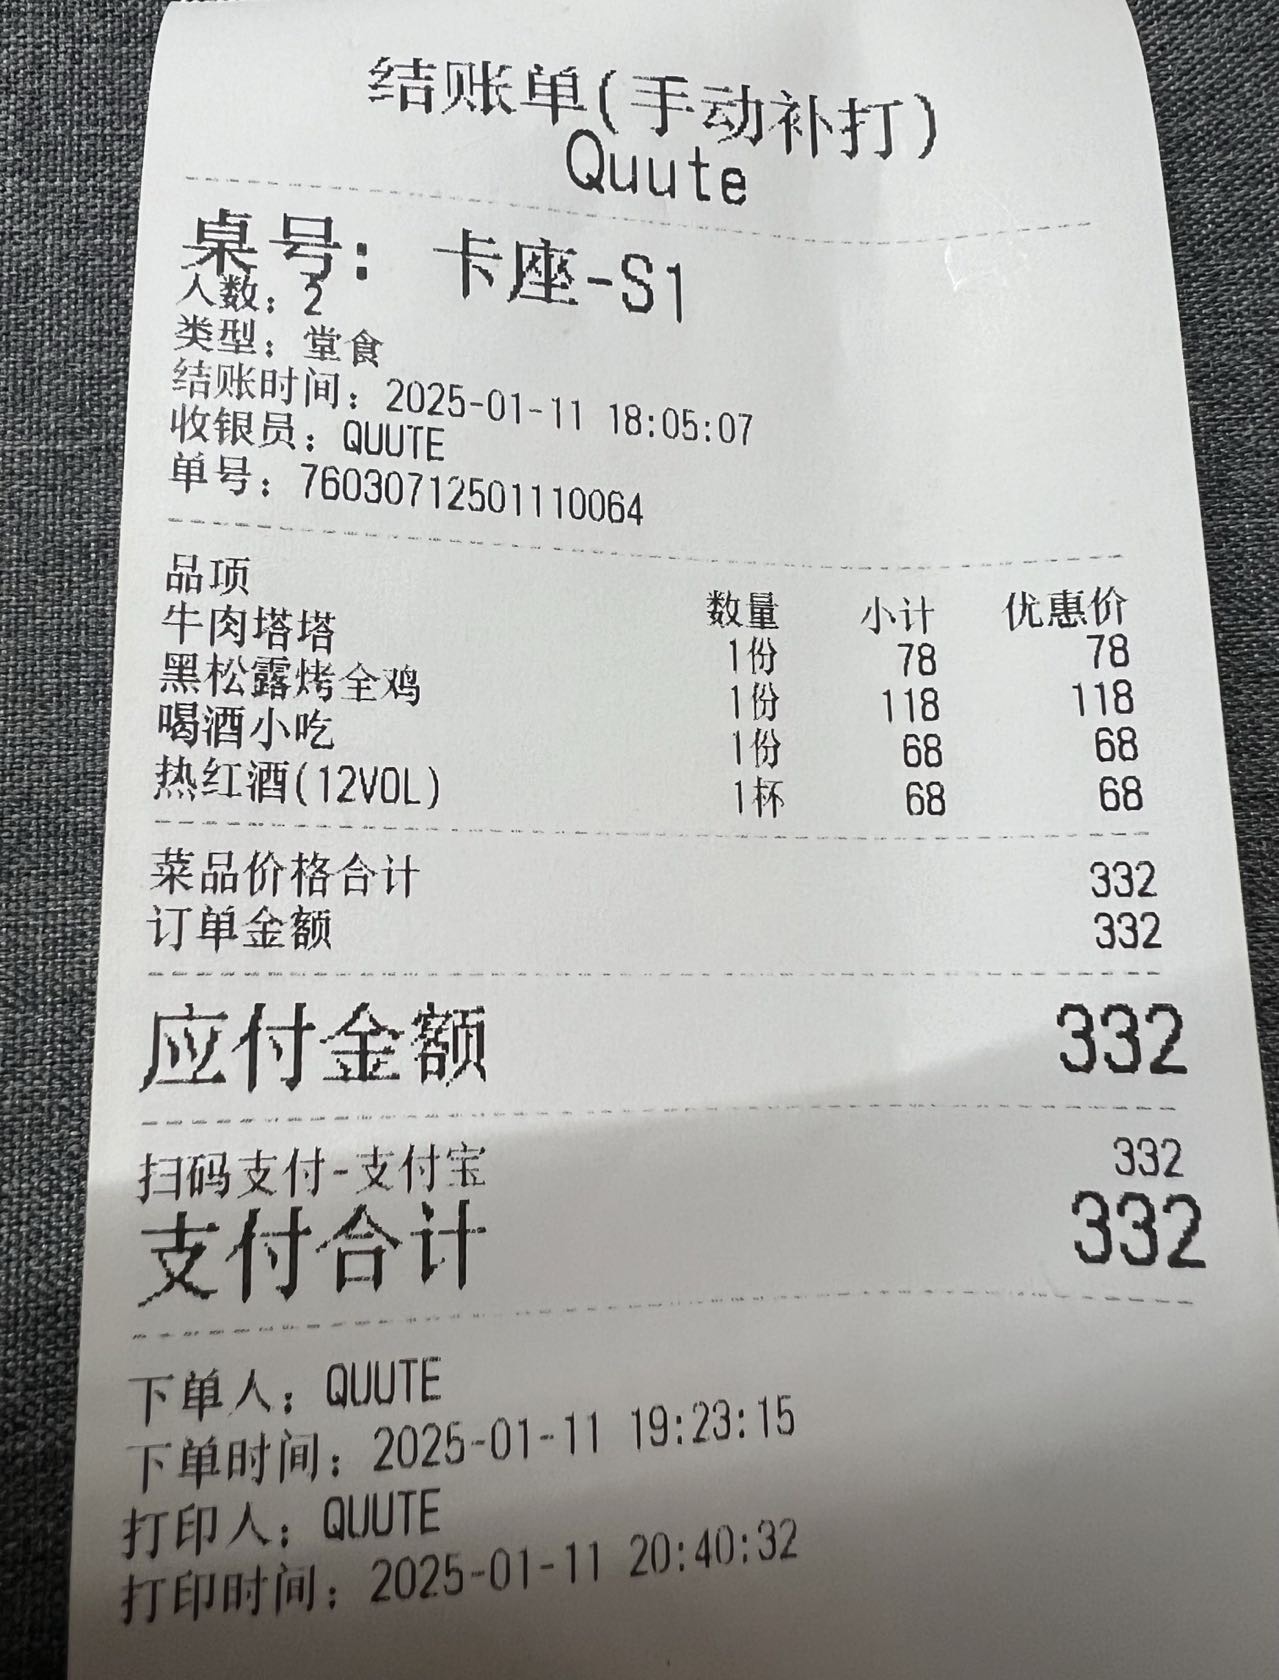 结账单(手动补打)
Quute
桌号: 卡座-S1
人数: 2
类型: 堂食
结账时间: 2025-01-11 18:05:07
收银员: QUUTE
单号: 76030712501110064
品项 数量 小计 优惠价
牛肉塔塔 1份 78 78
黑松露烤全鸡 1份 118 118
喝酒小吃 1份 68 68
热红酒(12VOL) 1杯 68 68
菜品价格合计 332
订单金额 332
应付金额 332
扫码支付-支付宝 332
支付合计 332
下单人: QUUTE
下单时间: 2025-01-11 19:23:15
打印人: QUUTE
打印时间: 2025-01-11 20:40:32